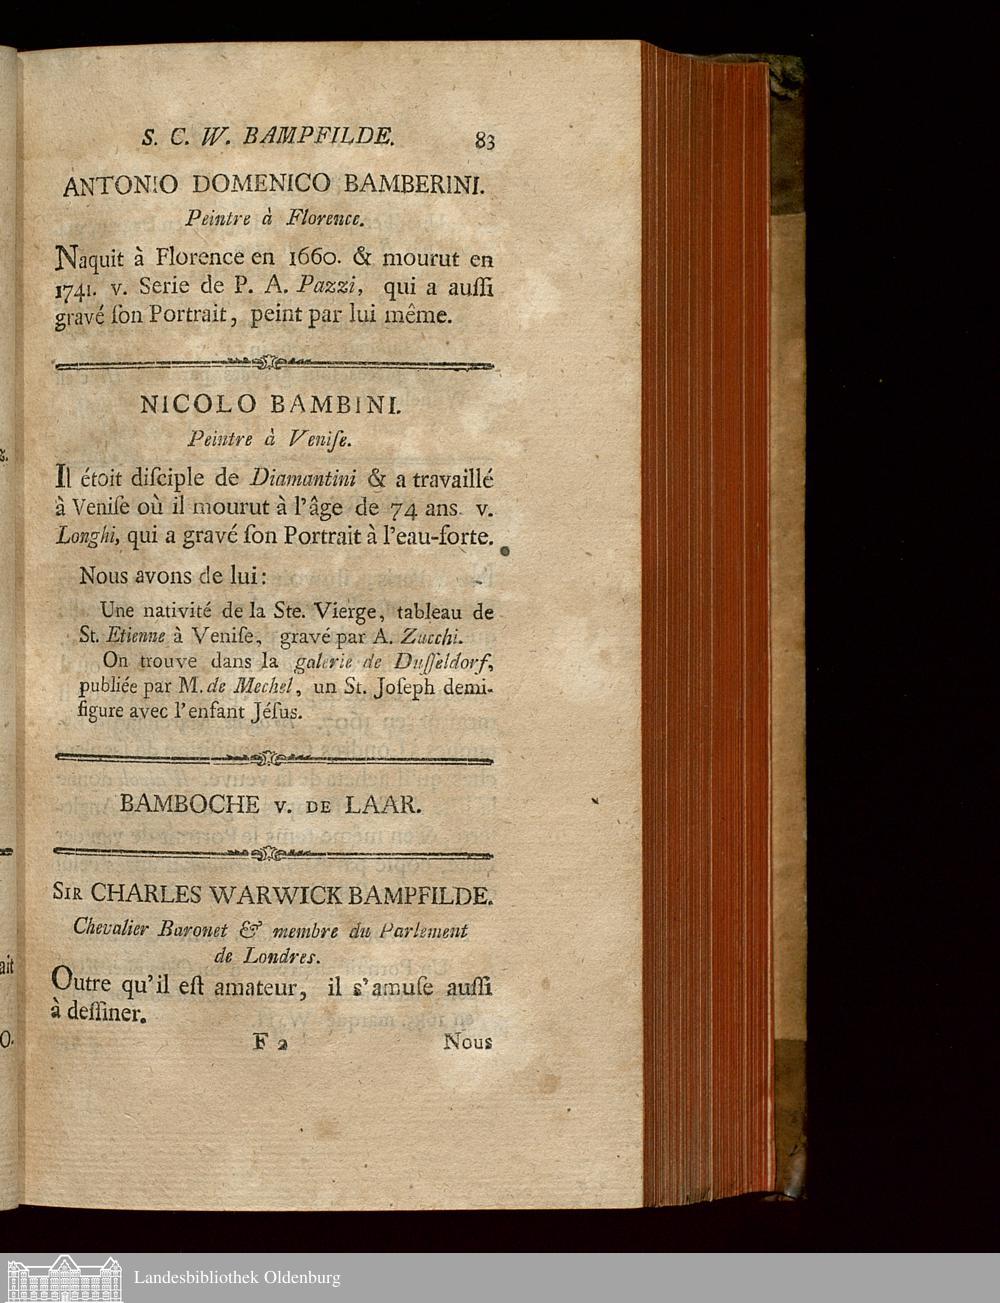 S. C. W. BAMPFILDE. 83
ANTONIO DOMENICO BAMBERINI.
Peintre à Florence.
Naquit à Florence en 1660. & mourut en
1741. v. Serie de P. A. Pazzi, qui a auſſi
gravé ſon Portrait, peint par lui même.
NICOLO BAMBINI.
Peintre à Veniſe.
Il étoit diſciple de Diamantini & a travaillé
à Veniſe où il mourut à l'âge de 74 ans. v.
Longhi, qui a gravé ſon Portrait à l'eau-forte.
Nous avons de lui:
Une nativité de la Ste. Vierge, tableau de
St. Etienne à Veniſe, gravé par A. Zucchi.
On trouve dans la galerie de Duſſeldorf,
publiée par M. de Mechel, un St. Joſeph demi-
figure avec l'enfant Jéſus.
BAMBOCHE v. DE LAAR.
SIR CHARLES WARWICK BAMPFILDE.
Chevalier Baronet & membre du Parlement
de Londres.
Outre qu'il eſt amateur, il s'amuſe auſſi
à deſſiner.
F 2 Nous
ait
O.
Landesbibliothek Oldenburg